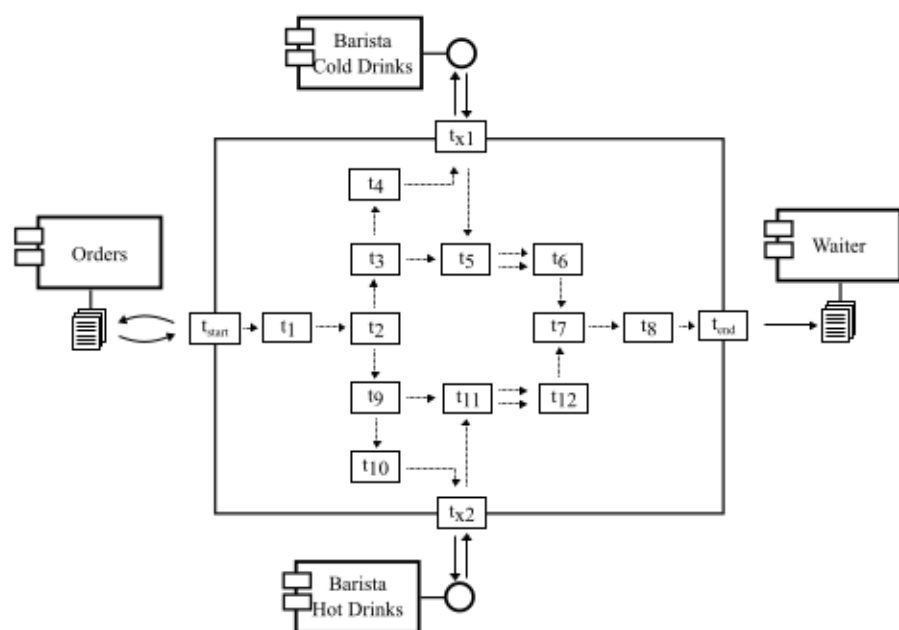 Barista
Cold Drinks
tx1
t4
Orders
t3
t5
t6
Waiter
tstart
t1
t2
t7
t8
tend
t9
t11
t12
t10
tx2
Barista
Hot Drinks